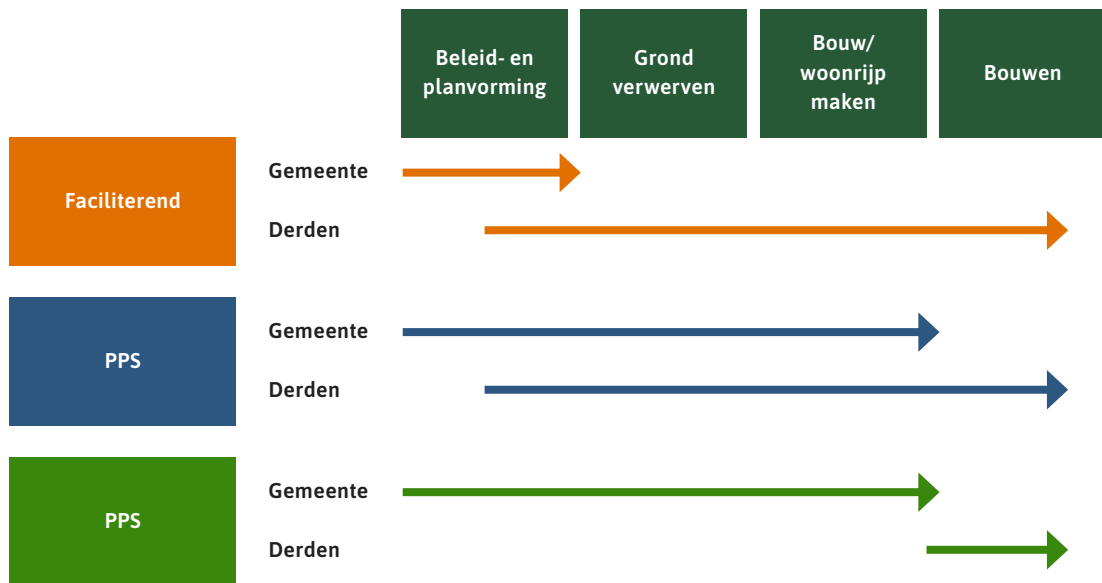 Beleid- en
planvorming
Grond
verwerven
Bouw/
woonrijp
maken
Bouwen
Faciliterend
Gemeente
Derden
PPS
Gemeente
Derden
PPS
Gemeente
Derden